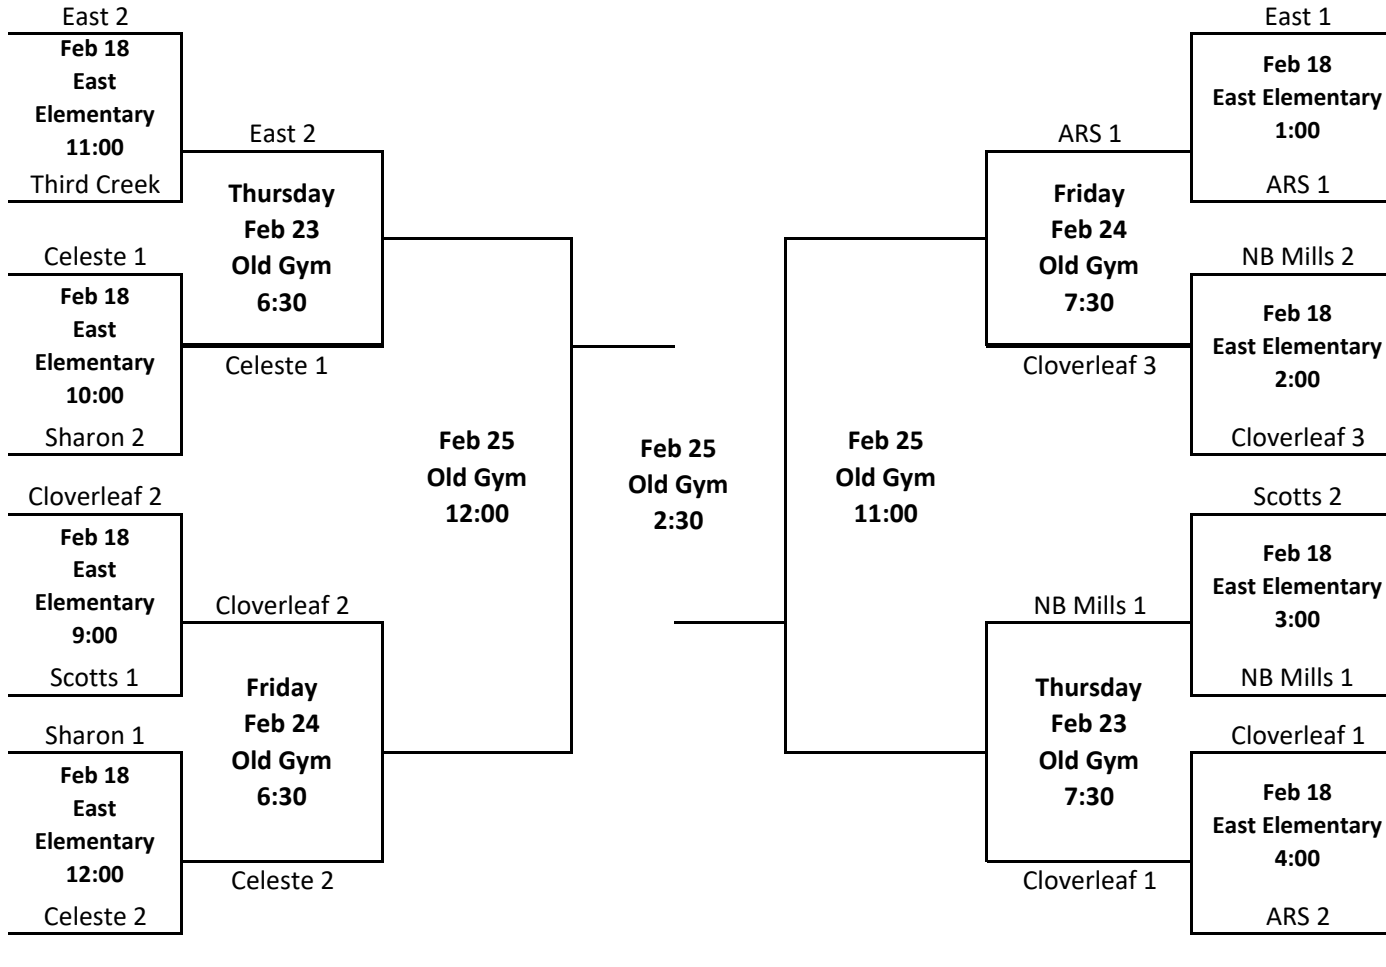 East 2
Feb 18
East
Elementary
11:00
Third Creek
Celeste 1
Feb 18
East
Elementary
10:00
Sharon 2
Cloverleaf 2
Feb 18
East
Elementary
9:00
Scotts 1
Sharon 1
Feb 18
East
Elementary
12:00
Celeste 2
East 2
Thursday
Feb 23
Old Gym
6:30
Celeste 1
Cloverleaf 2
Friday
Feb 24
Old Gym
6:30
Celeste 2
Feb 25
Old Gym
12:00
Feb 25
Old Gym
2:30
Feb 25
Old Gym
11:00
ARS 1
Friday
Feb 24
Old Gym
7:30
Cloverleaf 3
NB Mills 1
Thursday
Feb 23
Old Gym
7:30
Cloverleaf 1
East 1
Feb 18
East Elementary
1:00
ARS 1
NB Mills 2
Feb 18
East Elementary
2:00
Cloverleaf 3
Scotts 2
Feb 18
East Elementary
3:00
NB Mills 1
Cloverleaf 1
Feb 18
East Elementary
4:00
ARS 2